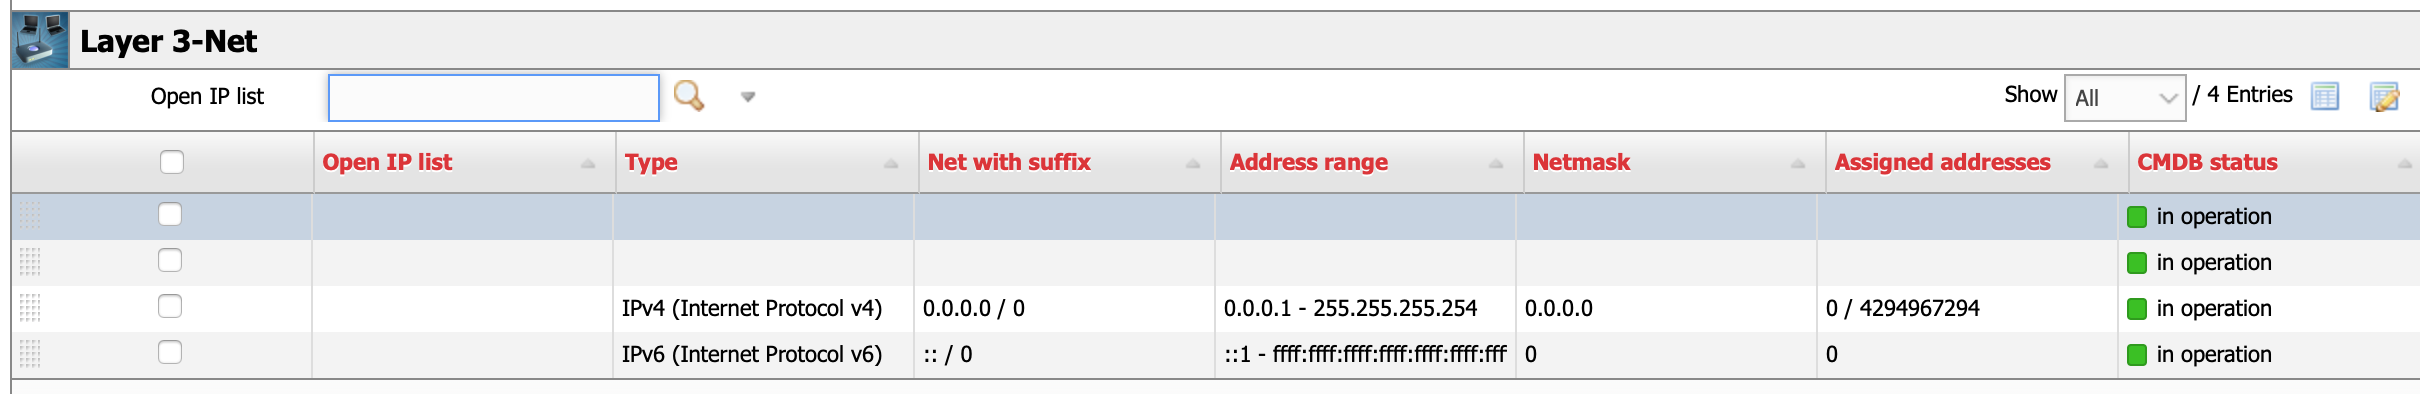 Layer 3-Net
Open IP list Show All / 4 Entries
Open IP list Type Net with suffix Address range Netmask Assigned addresses CMDB status
in operation
in operation
IPv4 (Internet Protocol v4) 0.0.0.0 / 0 0.0.0.1 - 255.255.255.254 0.0.0.0 0 / 4294967294 in operation
IPv6 (Internet Protocol v6) :: / 0 ::1 - ffff:ffff:ffff:ffff:ffff:ffff:fff 0 0 in operation